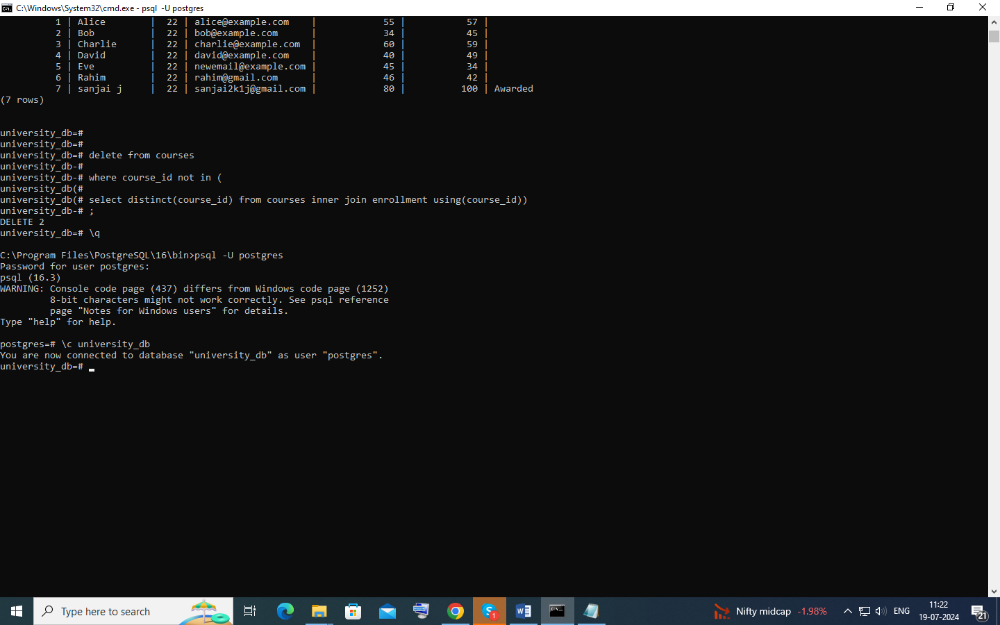 C:\Windows\System32\cmd.exe - psql  -U postgres
          1 | Alice        |  22 | alice@example.com    |            55 |           57 |
          2 | Bob          |  22 | bob@example.com      |            34 |           45 |
          3 | Charlie      |  22 | charlie@example.com  |            60 |           59 |
          4 | David        |  22 | david@example.com    |            40 |           49 |
          5 | Eve          |  22 | newemail@example.com |            45 |           34 |
          6 | Rahim        |  22 | rahim@gmail.com      |            46 |           42 |
          7 | sanjai j     |  22 | sanjai2k1j@gmail.com |            80 |          100 | Awarded
(7 rows)
university_db=#
university_db=#
university_db=# delete from courses
university_db-#
university_db-# where course_id not in (
university_db(#
university_db(# select distinct(course_id) from courses inner join enrollment using(course_id))
university_db-# ;
DELETE 2
university_db=# \q
C:\Program Files\PostgreSQL\16\bin>psql -U postgres
Password for user postgres:
psql (16.3)
WARNING: Console code page (437) differs from Windows code page (1252)
         8-bit characters might not work correctly. See psql reference
         page "Notes for Windows users" for details.
Type "help" for help.
postgres=# \c university_db
You are now connected to database "university_db" as user "postgres".
university_db=#
Type here to search
1
Nifty midcap -1.98%
ENG
11:22
19-07-2024
21